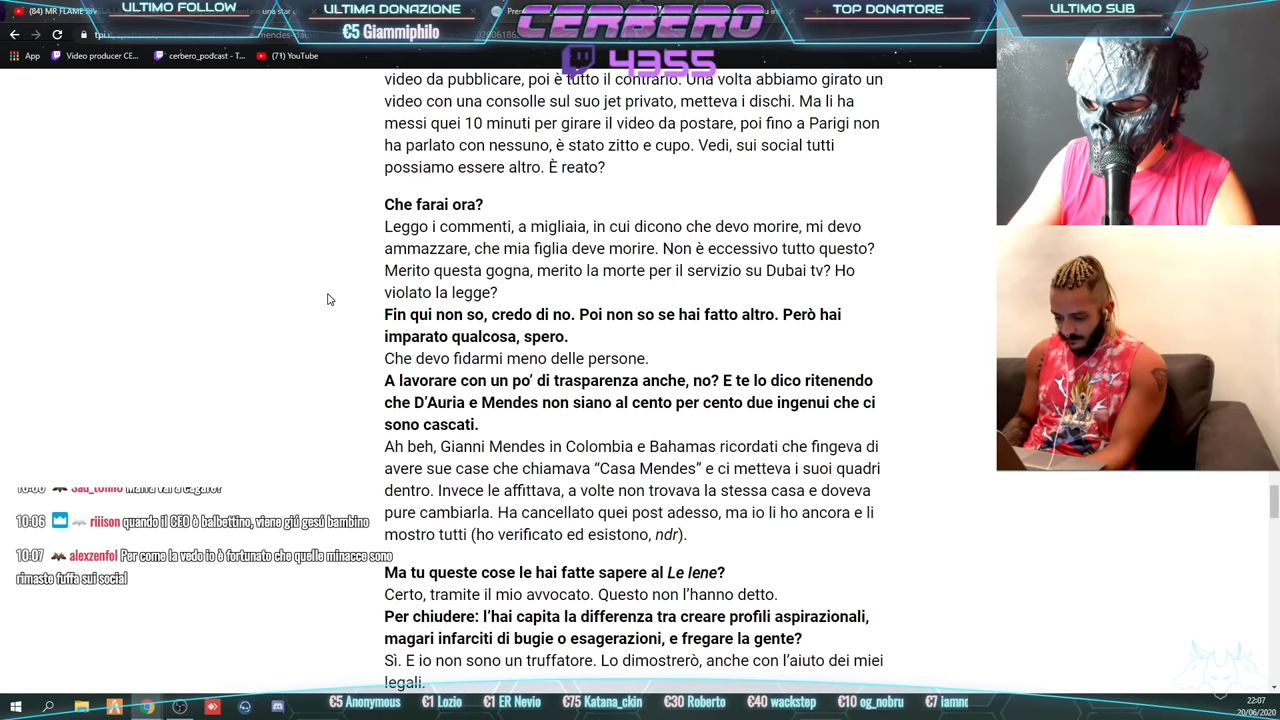 ULTIMO FOLLOW
ULTIMA DONAZIONE
€5 Giammiphilo
CERBERO
4355
TOP DONATORE
ULTIMO SUB
(84) MR FLAME
App
Video producer CE...
cerbero_podcast - T...
(71) YouTube
video da pubblicare, poi è tutto il contrario. Una volta abbiamo girato un
video con una consolle sul suo jet privato, metteva i dischi. Ma li ha
messi quei 10 minuti per girare il video da postare, poi fino a Parigi non
ha parlato con nessuno, è stato zitto e cupo. Vedi, sui social tutti
possiamo essere altro. È reato?
Che farai ora?
Leggo i commenti, a migliaia, in cui dicono che devo morire, mi devo
ammazzare, che mia figlia deve morire. Non è eccessivo tutto questo?
Merito questa gogna, merito la morte per il servizio su Dubai tv? Ho
violato la legge?
Fin qui non so, credo di no. Poi non so se hai fatto altro. Però hai
imparato qualcosa, spero.
Che devo fidarmi meno delle persone.
A lavorare con un po’ di trasparenza anche, no? E te lo dico ritenendo
che D’Auria e Mendes non siano al cento per cento due ingenui che ci
sono cascati.
Ah beh, Gianni Mendes in Colombia e Bahamas ricordati che fingeva di
avere sue case che chiamava “Casa Mendes” e ci metteva i suoi quadri
dentro. Invece le affittava, a volte non trovava la stessa casa e doveva
pure cambiarla. Ha cancellato quei post adesso, ma io li ho ancora e li
mostro tutti (ho verificato ed esistono, ndr).
Ma tu queste cose le hai fatte sapere al Le Iene?
Certo, tramite il mio avvocato. Questo non l’hanno detto.
Per chiudere: l’hai capita la differenza tra creare profili aspirazionali,
magari infarciti di bugie o esagerazioni, e fregare la gente?
Sì. E io non sono un truffatore. Lo dimostrerò, anche con l’aiuto dei miei
legali.
10:06 riiison quando il CEO è balbettino, viene giú gesú bambino
10:07 alexzenfol Per come la vedo io è fortunato che quelle minacce sono
rimaste fuffa sui social
€5 Anonymous €1 Lozio €1 ER Nevio €75 Katana_ckin €30 Roberto €40 wackstep €10 og_nobru €7 iamno
22:07
20/06/2020